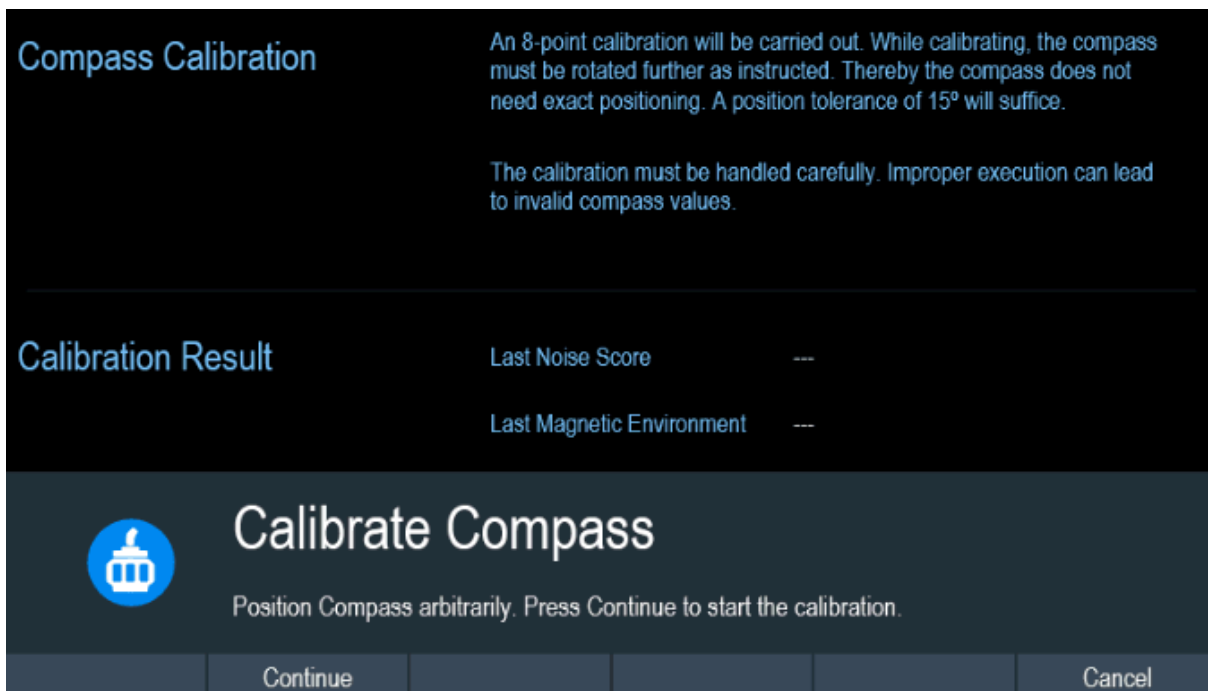 Compass Calibration
An 8-point calibration will be carried out. While calibrating, the compass
must be rotated further as instructed. Thereby the compass does not
need exact positioning. A position tolerance of 15º will suffice.
The calibration must be handled carefully. Improper execution can lead
to invalid compass values.
Calibration Result
Last Noise Score ---
Last Magnetic Environment ---
Calibrate Compass
Position Compass arbitrarily. Press Continue to start the calibration.
Continue Cancel